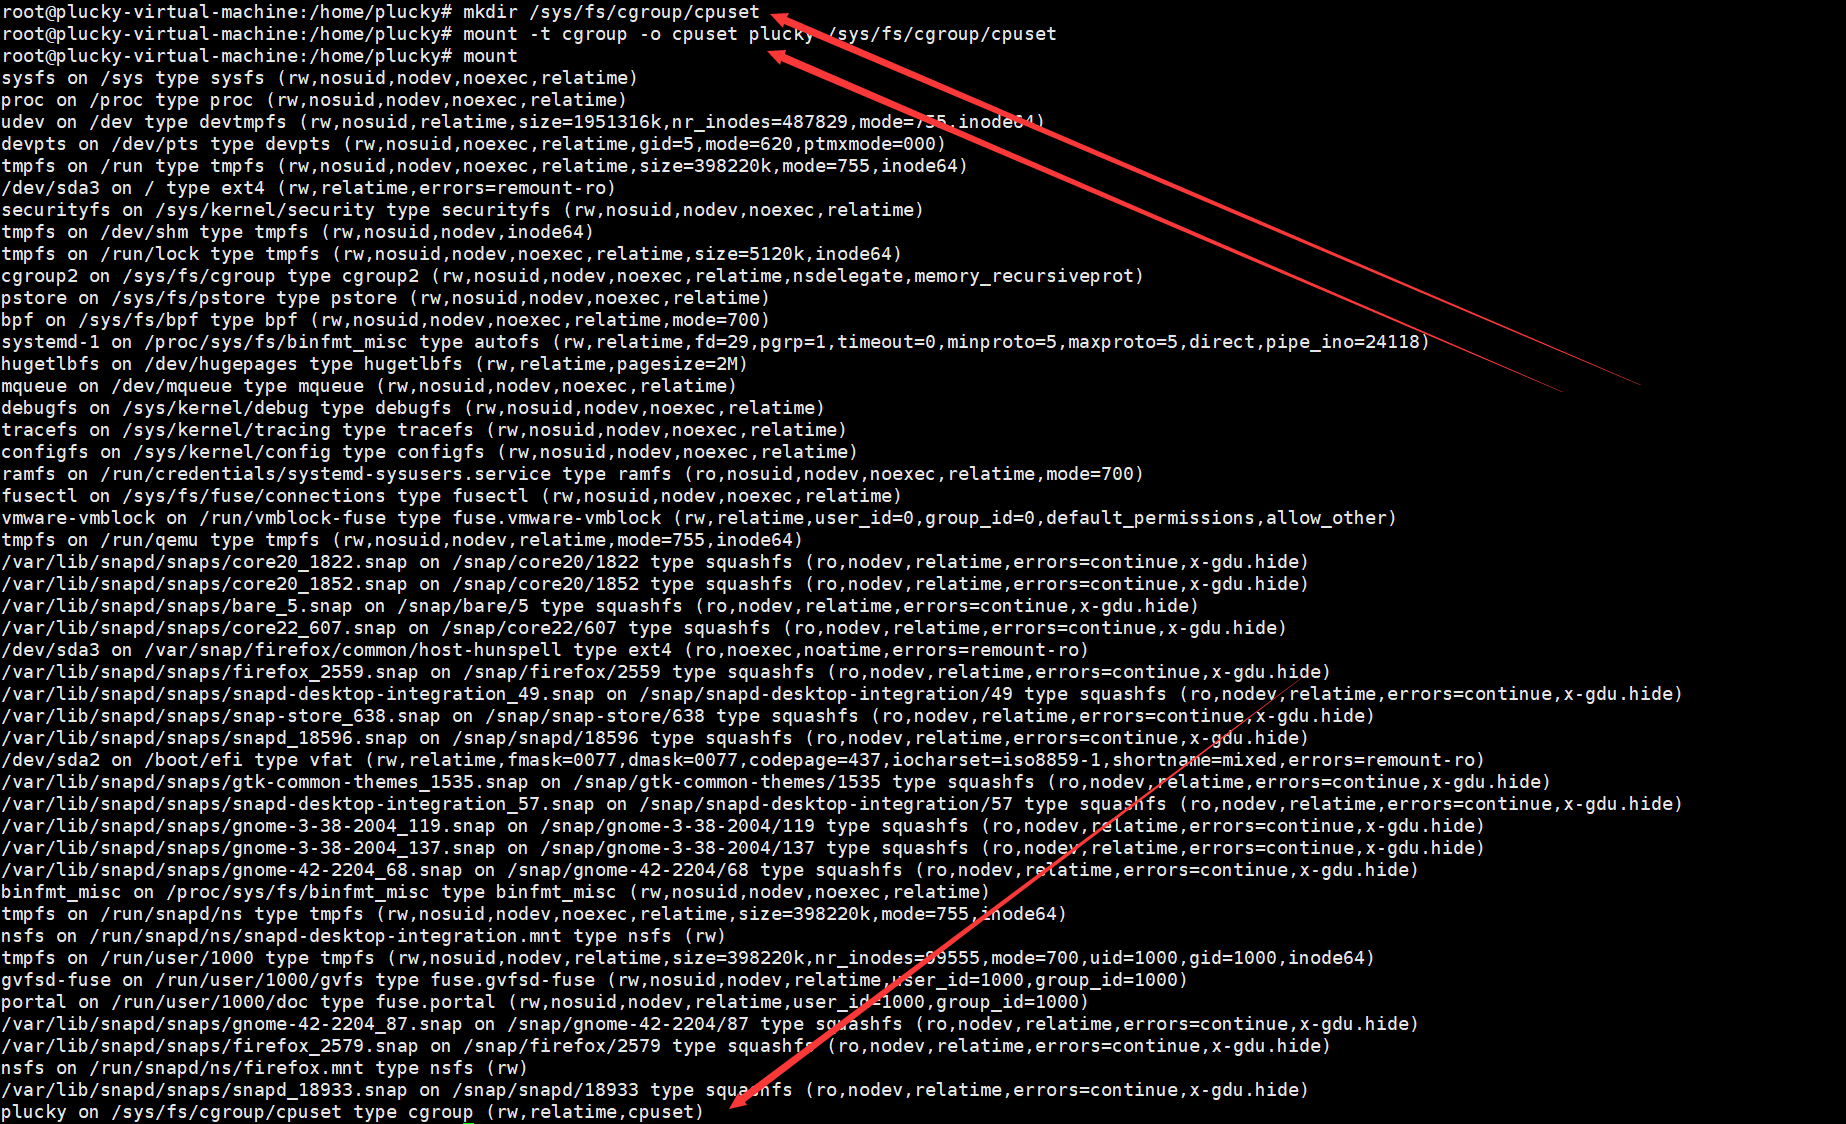 root@plucky-virtual-machine:/home/plucky# mkdir /sys/fs/cgroup/cpuset
root@plucky-virtual-machine:/home/plucky# mount -t cgroup -o cpuset plucky /sys/fs/cgroup/cpuset
root@plucky-virtual-machine:/home/plucky# mount
sysfs on /sys type sysfs (rw,nosuid,nodev,noexec,relatime)
proc on /proc type proc (rw,nosuid,nodev,noexec,relatime)
udev on /dev type devtmpfs (rw,nosuid,relatime,size=1951316k,nr_inodes=487829,mode=755,inode64)
devpts on /dev/pts type devpts (rw,nosuid,noexec,relatime,gid=5,mode=620,ptmxmode=000)
tmpfs on /run type tmpfs (rw,nosuid,nodev,noexec,relatime,size=398220k,mode=755,inode64)
/dev/sda3 on / type ext4 (rw,relatime,errors=remount-ro)
securityfs on /sys/kernel/security type securityfs (rw,nosuid,nodev,noexec,relatime)
tmpfs on /dev/shm type tmpfs (rw,nosuid,nodev,inode64)
tmpfs on /run/lock type tmpfs (rw,nosuid,nodev,noexec,relatime,size=5120k,inode64)
cgroup2 on /sys/fs/cgroup type cgroup2 (rw,nosuid,nodev,noexec,relatime,nsdelegate,memory_recursiveprot)
pstore on /sys/fs/pstore type pstore (rw,nosuid,nodev,noexec,relatime)
bpf on /sys/fs/bpf type bpf (rw,nosuid,nodev,noexec,relatime,mode=700)
systemd-1 on /proc/sys/fs/binfmt_misc type autofs (rw,relatime,fd=29,pgrp=1,timeout=0,minproto=5,maxproto=5,direct,pipe_ino=24118)
hugetlbfs on /dev/hugepages type hugetlbfs (rw,relatime,pagesize=2M)
mqueue on /dev/mqueue type mqueue (rw,nosuid,nodev,noexec,relatime)
debugfs on /sys/kernel/debug type debugfs (rw,nosuid,nodev,noexec,relatime)
tracefs on /sys/kernel/tracing type tracefs (rw,nosuid,nodev,noexec,relatime)
configfs on /sys/kernel/config type configfs (rw,nosuid,nodev,noexec,relatime)
ramfs on /run/credentials/systemd-sysusers.service type ramfs (ro,nosuid,nodev,noexec,relatime,mode=700)
fusectl on /sys/fs/fuse/connections type fusectl (rw,nosuid,nodev,noexec,relatime)
vmware-vmblock on /run/vmblock-fuse type fuse.vmware-vmblock (rw,relatime,user_id=0,group_id=0,default_permissions,allow_other)
tmpfs on /run/qemu type tmpfs (rw,nosuid,nodev,relatime,mode=755,inode64)
/var/lib/snapd/snaps/core20_1822.snap on /snap/core20/1822 type squashfs (ro,nodev,relatime,errors=continue,x-gdu.hide)
/var/lib/snapd/snaps/core20_1852.snap on /snap/core20/1852 type squashfs (ro,nodev,relatime,errors=continue,x-gdu.hide)
/var/lib/snapd/snaps/bare_5.snap on /snap/bare/5 type squashfs (ro,nodev,relatime,errors=continue,x-gdu.hide)
/var/lib/snapd/snaps/core22_607.snap on /snap/core22/607 type squashfs (ro,nodev,relatime,errors=continue,x-gdu.hide)
/dev/sda3 on /var/snap/firefox/common/host-hunspell type ext4 (ro,noexec,noatime,errors=remount-ro)
/var/lib/snapd/snaps/firefox_2559.snap on /snap/firefox/2559 type squashfs (ro,nodev,relatime,errors=continue,x-gdu.hide)
/var/lib/snapd/snaps/snapd-desktop-integration_49.snap on /snap/snapd-desktop-integration/49 type squashfs (ro,nodev,relatime,errors=continue,x-gdu.hide)
/var/lib/snapd/snaps/snap-store_638.snap on /snap/snap-store/638 type squashfs (ro,nodev,relatime,errors=continue,x-gdu.hide)
/var/lib/snapd/snaps/snapd_18596.snap on /snap/snapd/18596 type squashfs (ro,nodev,relatime,errors=continue,x-gdu.hide)
/dev/sda2 on /boot/efi type vfat (rw,relatime,fmask=0077,dmask=0077,codepage=437,iocharset=iso8859-1,shortname=mixed,errors=remount-ro)
/var/lib/snapd/snaps/gtk-common-themes_1535.snap on /snap/gtk-common-themes/1535 type squashfs (ro,nodev,relatime,errors=continue,x-gdu.hide)
/var/lib/snapd/snaps/snapd-desktop-integration_57.snap on /snap/snapd-desktop-integration/57 type squashfs (ro,nodev,relatime,errors=continue,x-gdu.hide)
/var/lib/snapd/snaps/gnome-3-38-2004_119.snap on /snap/gnome-3-38-2004/119 type squashfs (ro,nodev,relatime,errors=continue,x-gdu.hide)
/var/lib/snapd/snaps/gnome-3-38-2004_137.snap on /snap/gnome-3-38-2004/137 type squashfs (ro,nodev,relatime,errors=continue,x-gdu.hide)
/var/lib/snapd/snaps/gnome-42-2204_68.snap on /snap/gnome-42-2204/68 type squashfs (ro,nodev,relatime,errors=continue,x-gdu.hide)
binfmt_misc on /proc/sys/fs/binfmt_misc type binfmt_misc (rw,nosuid,nodev,noexec,relatime)
tmpfs on /run/snapd/ns type tmpfs (rw,nosuid,nodev,noexec,relatime,size=398220k,mode=755,inode64)
nsfs on /run/snapd/ns/snapd-desktop-integration.mnt type nsfs (rw)
tmpfs on /run/user/1000 type tmpfs (rw,nosuid,nodev,relatime,size=398220k,nr_inodes=99555,mode=700,uid=1000,gid=1000,inode64)
gvfsd-fuse on /run/user/1000/gvfs type fuse.gvfsd-fuse (rw,nosuid,nodev,relatime,user_id=1000,group_id=1000)
portal on /run/user/1000/doc type fuse.portal (rw,nosuid,nodev,relatime,user_id=1000,group_id=1000)
/var/lib/snapd/snaps/gnome-42-2204_87.snap on /snap/gnome-42-2204/87 type squashfs (ro,nodev,relatime,errors=continue,x-gdu.hide)
/var/lib/snapd/snaps/firefox_2579.snap on /snap/firefox/2579 type squashfs (ro,nodev,relatime,errors=continue,x-gdu.hide)
nsfs on /run/snapd/ns/firefox.mnt type nsfs (rw)
/var/lib/snapd/snaps/snapd_18933.snap on /snap/snapd/18933 type squashfs (ro,nodev,relatime,errors=continue,x-gdu.hide)
plucky on /sys/fs/cgroup/cpuset type cgroup (rw,relatime,cpuset)